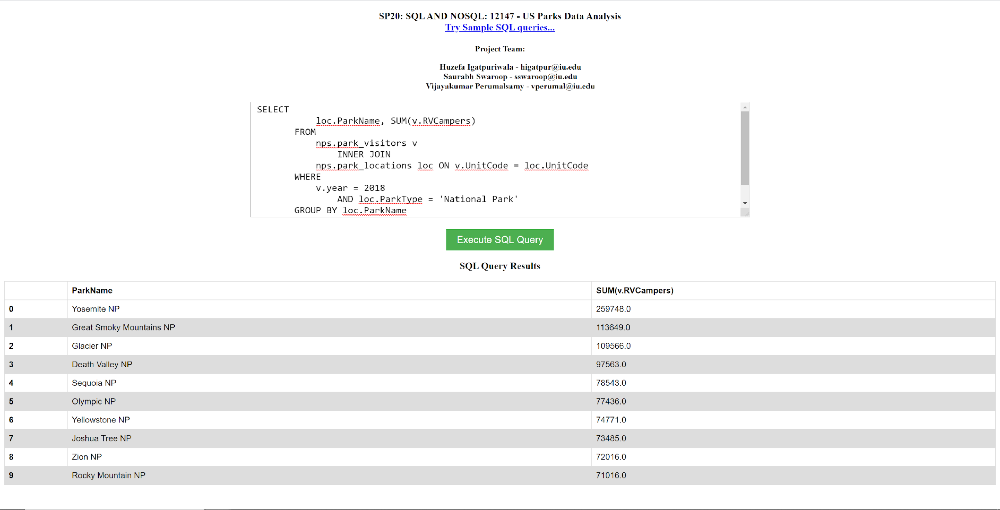 SP20: SQL AND NOSQL: 12147 - US Parks Data Analysis
Try Sample SQL queries...
Project Team:
Huzefa Igatpuriwala - higatpur@iu.edu
Saurabh Swaroop - sswaroop@iu.edu
Vijayakumar Perumalsamy - vperumal@iu.edu
SELECT
loc.ParkName, SUM(v.RVCampers)
FROM
nps.park_visitors v
INNER JOIN
nps.park_locations loc ON v.UnitCode = loc.UnitCode
WHERE
v.year = 2018
AND loc.ParkType = 'National Park'
GROUP BY loc.ParkName
Execute SQL Query
SQL Query Results
ParkName SUM(v.RVCampers)
0 Yosemite NP 259748.0
1 Great Smoky Mountains NP 113649.0
2 Glacier NP 109566.0
3 Death Valley NP 97563.0
4 Sequoia NP 78543.0
5 Olympic NP 77436.0
6 Yellowstone NP 74771.0
7 Joshua Tree NP 73485.0
8 Zion NP 72016.0
9 Rocky Mountain NP 71016.0